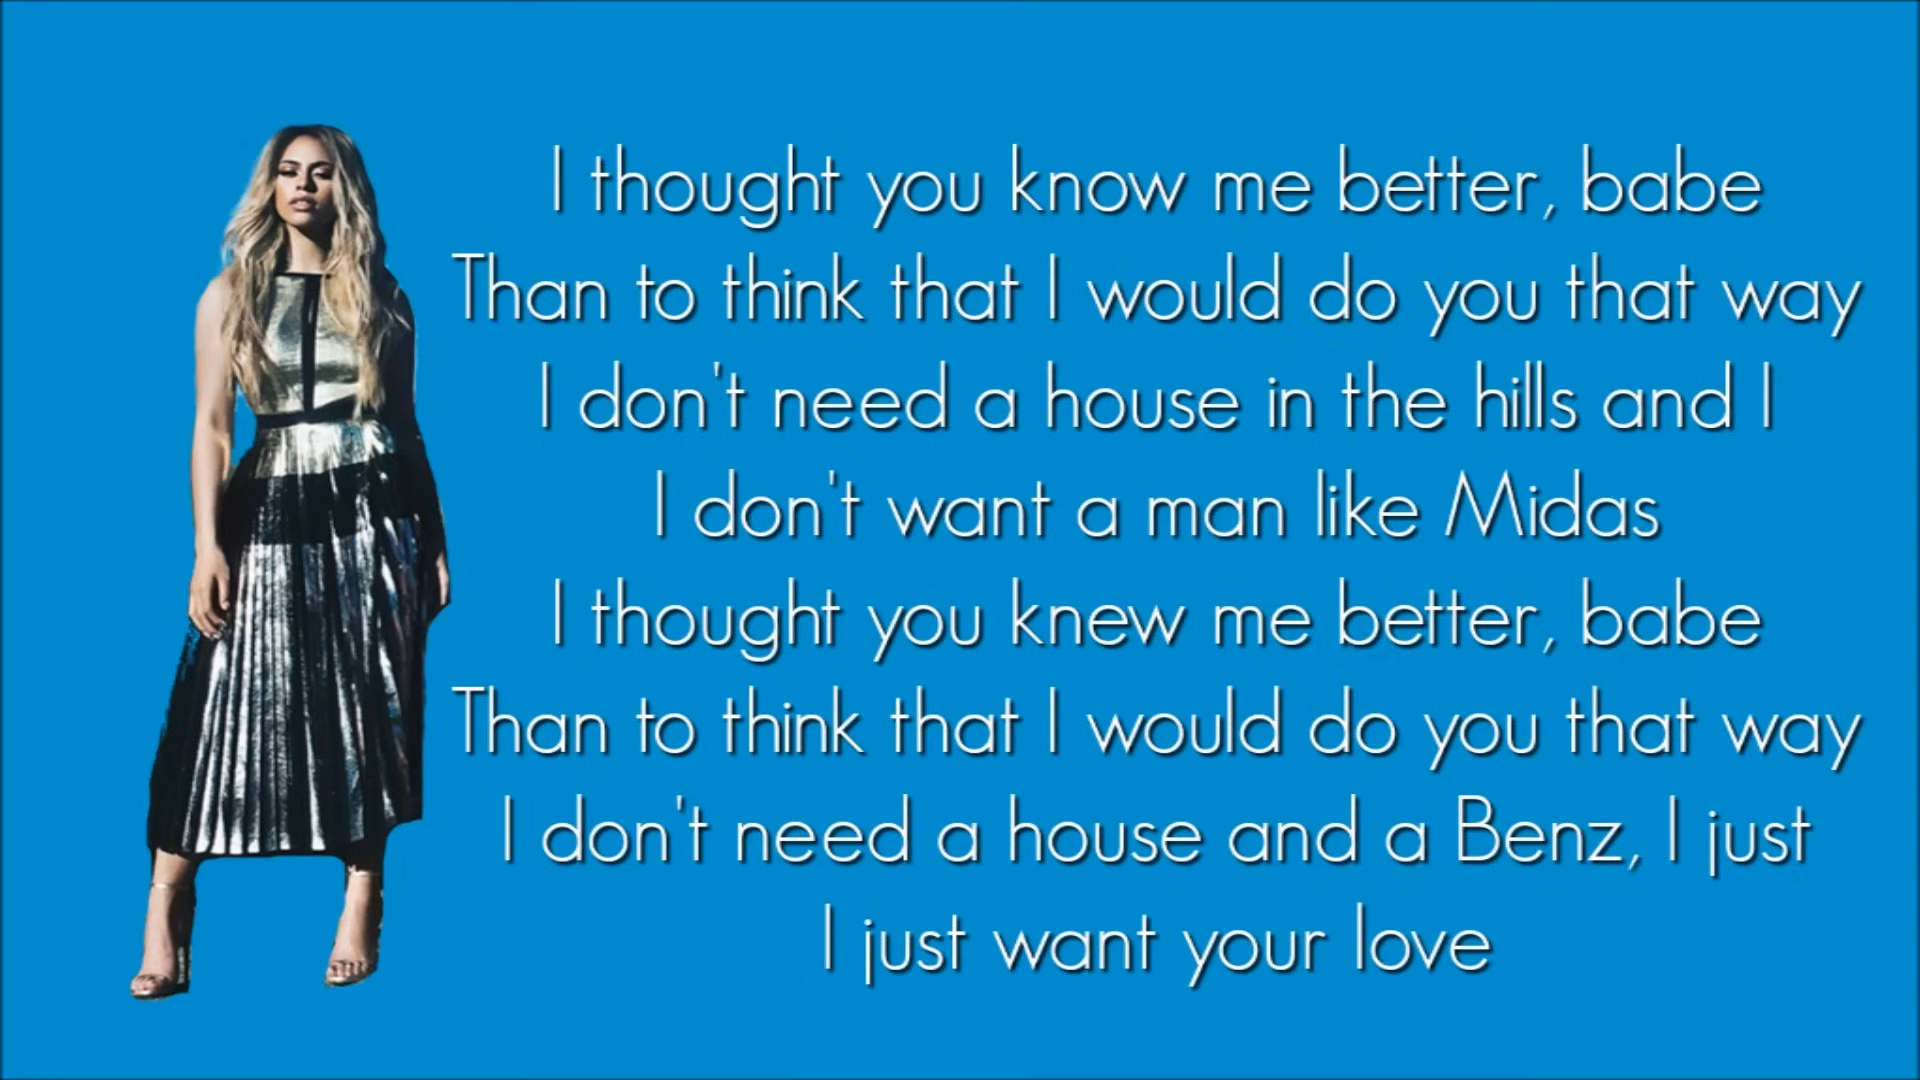 I thought you know me better, babe
Than to think that I would do you that way
I don't need a house in the hills and I
I don't want a man like Midas
I thought you knew me better, babe
Than to think that I would do you that way
I don't need a house and a Benz, I just
I just want your love